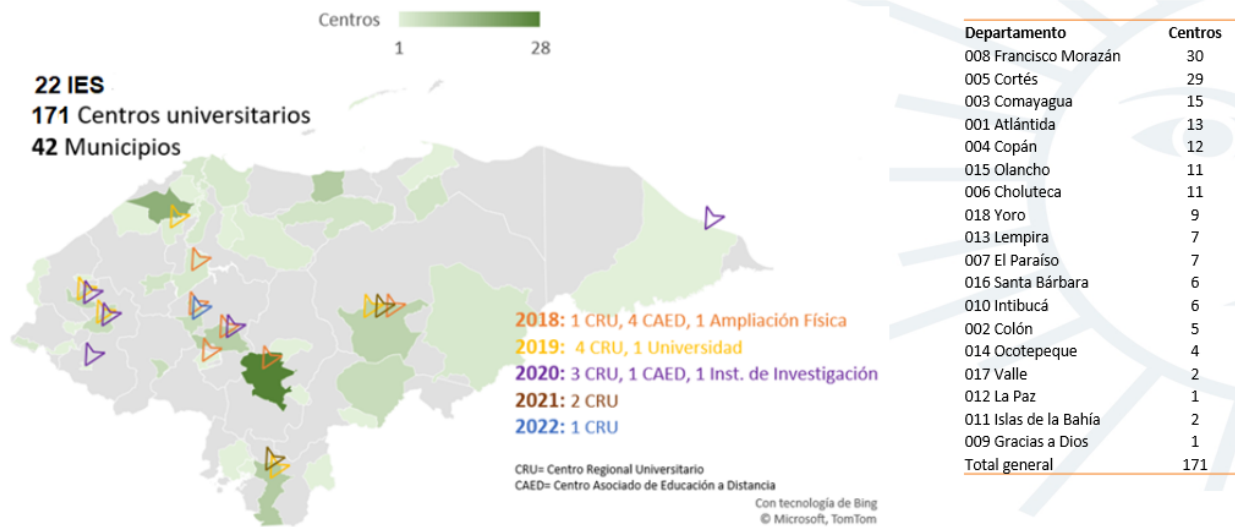 Centros
1 28
22 IES
171 Centros universitarios
42 Municipios
2018: 1 CRU, 4 CAED, 1 Ampliación Física
2019: 4 CRU, 1 Universidad
2020: 3 CRU, 1 CAED, 1 Inst. de Investigación
2021: 2 CRU
2022: 1 CRU
CRU= Centro Regional Universitario
CAED= Centro Asociado de Educación a Distancia
Con tecnología de Bing
© Microsoft, TomTom
Departamento Centros
008 Francisco Morazán 30
005 Cortés 29
003 Comayagua 15
001 Atlántida 13
004 Copán 12
015 Olancho 11
006 Choluteca 11
018 Yoro 9
013 Lempira 7
007 El Paraíso 7
016 Santa Bárbara 6
010 Intibucá 6
002 Colón 5
014 Ocotepeque 4
017 Valle 2
012 La Paz 1
011 Islas de la Bahía 2
009 Gracias a Dios 1
Total general 171